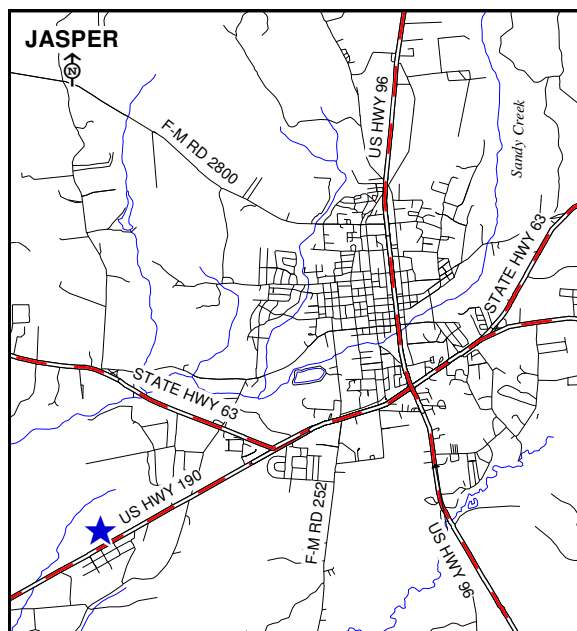 JASPER
N
F-M RD 2800
US HWY 96
Sandy Creek
STATE HWY 63
STATE HWY 63
US HWY 190
F-M RD 252
US HWY 96